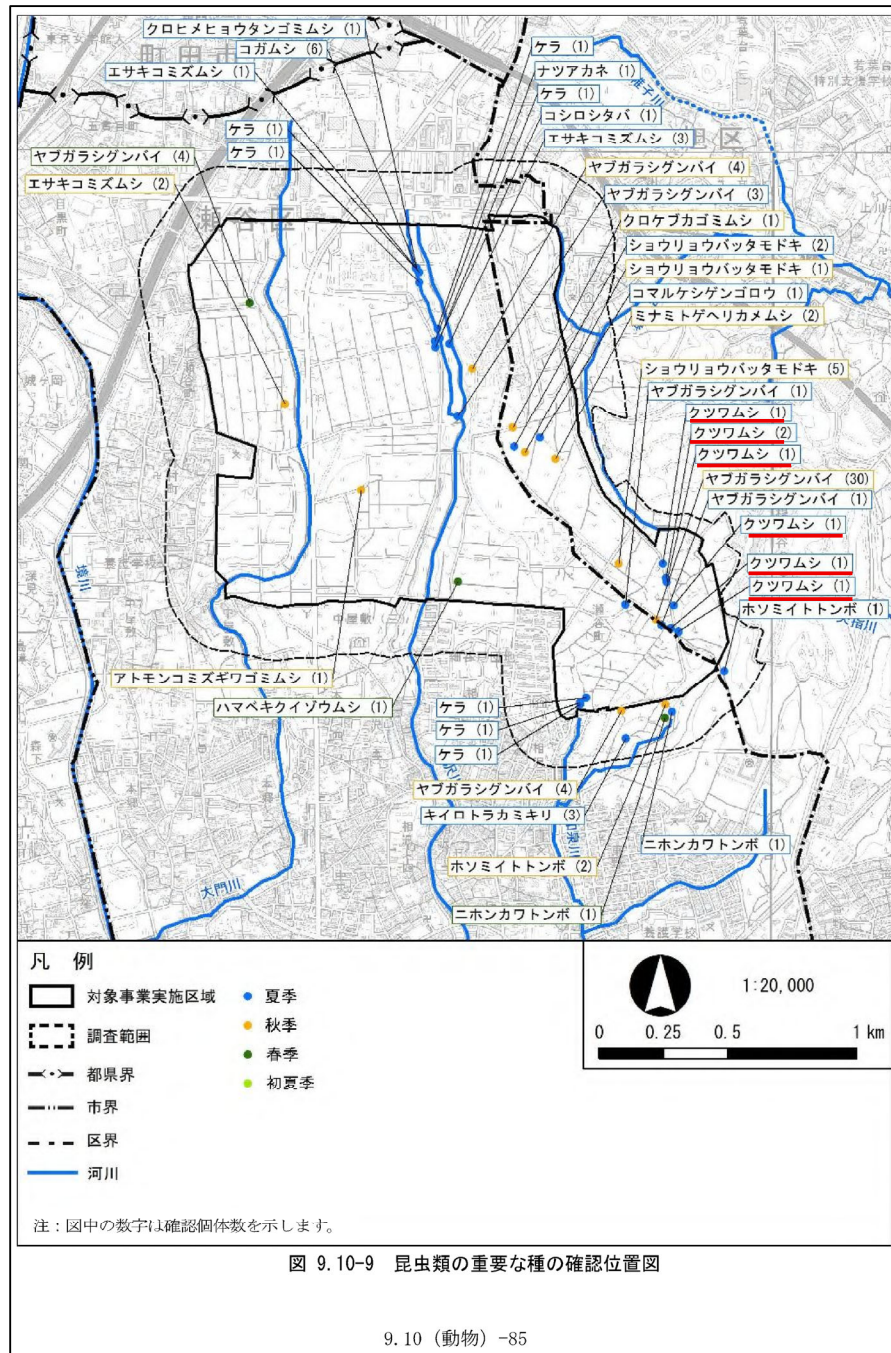 クロヒメヒョウタンゴミムシ (1)
コガムシ (6)
エサキコミズムシ (1)
ケラ (1)
ケラ (1)
ヤブガラシグンバイ (4)
エサキコミズムシ (2)
ケラ (1)
ナツアカネ (1)
ケラ (1)
コシロシタバ (1)
エサキコミズムシ (3)
ヤブガラシグンバイ (4)
ヤブガラシグンバイ (3)
クロケブカゴミムシ (1)
ショウリョウバッタモドキ (2)
ショウリョウバッタモドキ (1)
コマルケシゲンゴロウ (1)
ミナミトゲヘリカメムシ (2)
ショウリョウバッタモドキ (5)
ヤブガラシグンバイ (1)
クツワムシ (1)
クツワムシ (2)
クツワムシ (1)
ヤブガラシグンバイ (30)
ヤブガラシグンバイ (1)
クツワムシ (1)
クツワムシ (1)
クツワムシ (1)
ホソミイトトンボ (1)
アトモンコミズギワゴミムシ (1)
ハマベキクイゾウムシ (1)
ケラ (1)
ケラ (1)
ケラ (1)
ヤブガラシグンバイ (4)
キイロトラカミキリ (3)
ニホンカワトンボ (1)
ホソミイトトンボ (2)
ニホンカワトンボ (1)
町田市
瀬谷区
旭区
境川
大門川
養護学校
凡 例
対象事業実施区域
調査範囲
都県界
市界
区界
河川
夏季
秋季
春季
初夏季
1:20,000
0 0.25 0.5 1 km
注：図中の数字は確認個体数を示します。
図 9.10-9 昆虫類の重要な種の確認位置図
9.10 (動物) -85